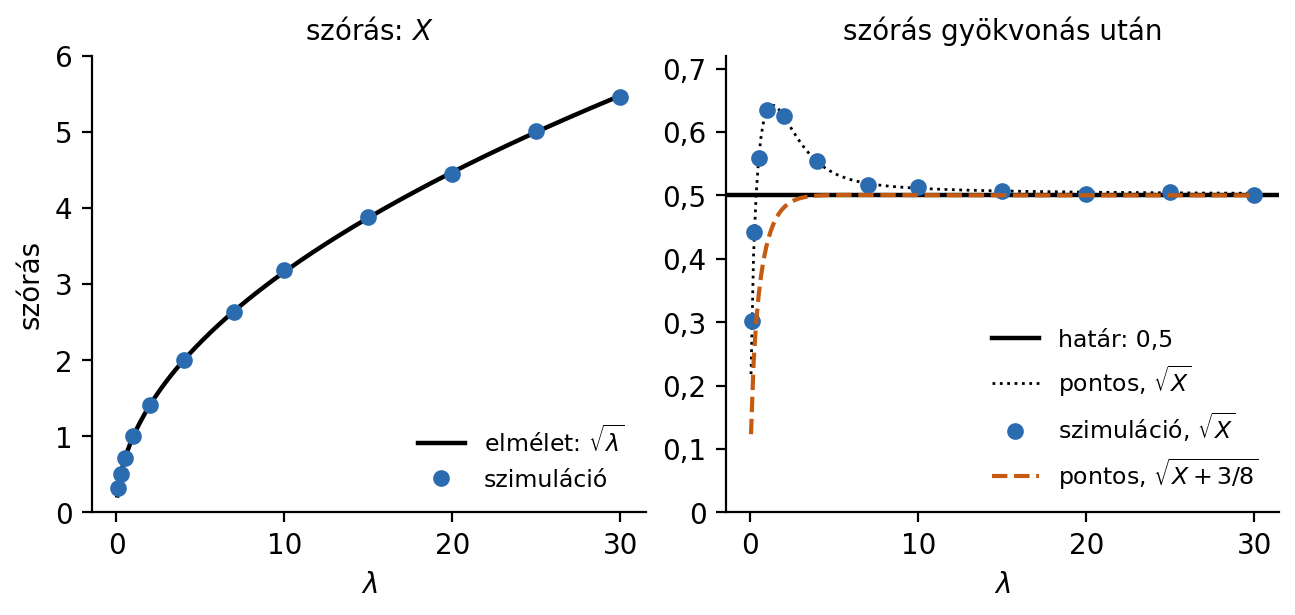 szórás: X
szórás
6
5
4
3
2
1
0
0
10
20
30
λ
elmélet: √λ
szimuláció
szórás gyökvonás után
0,7
0,6
0,5
0,4
0,3
0,2
0,1
0
0
10
20
30
λ
határ: 0,5
pontos, √X
szimuláció, √X
pontos, √X + 3/8